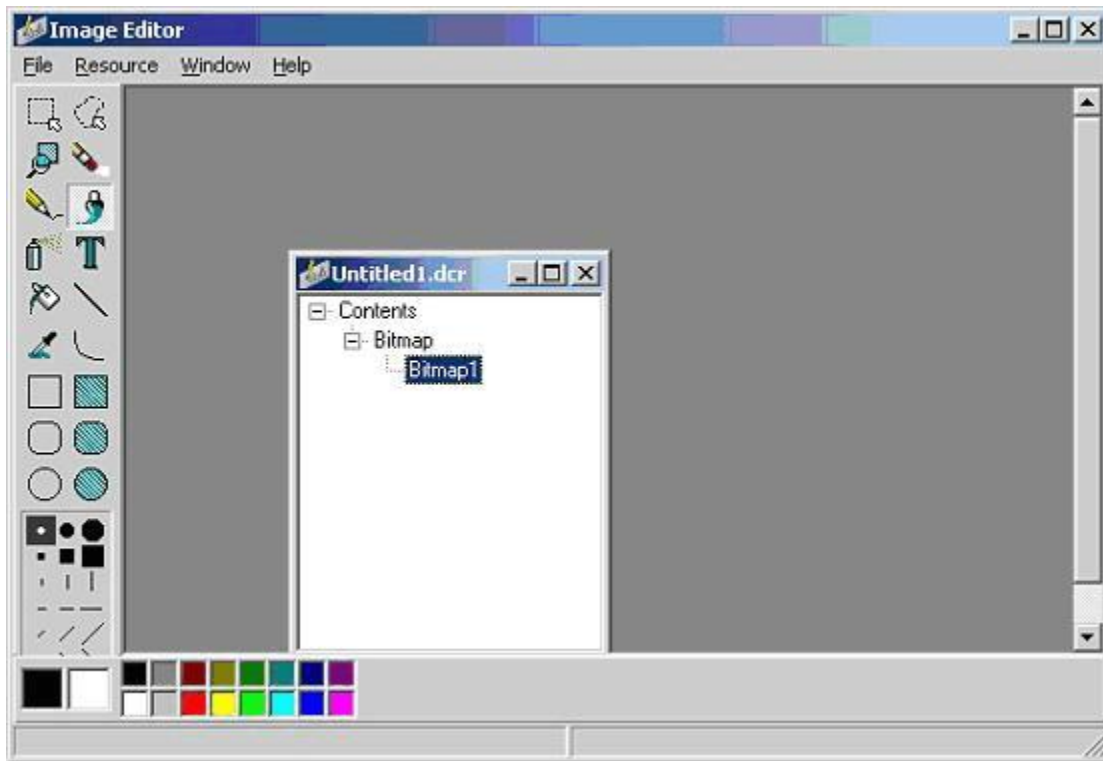 Image Editor
File Resource Window Help
T
Untitled1.dcr
Contents
Bitmap
Bitmap1